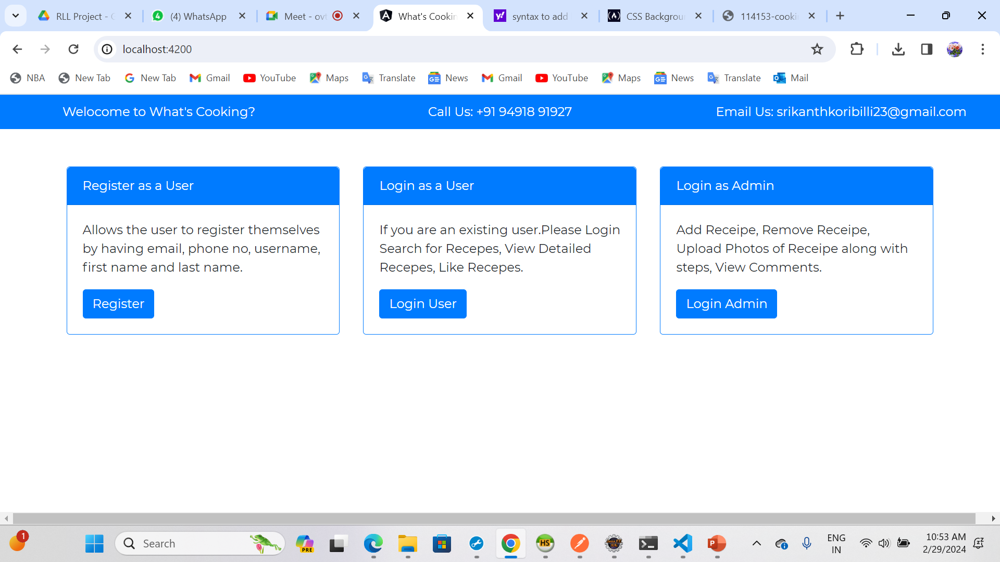 RLL Project -
(4) WhatsApp
Meet - ovt
What's Cookin
syntax to add
CSS Backgrou
114153-cooki
localhost:4200
NBA
New Tab
New Tab
Gmail
YouTube
Maps
Translate
News
Gmail
YouTube
Maps
News
Translate
Mail
Welocome to What's Cooking?
Call Us: +91 94918 91927
Email Us: srikanthkoribilli23@gmail.com
Register as a User
Allows the user to register themselves
by having email, phone no, username,
first name and last name.
Register
Login as a User
If you are an existing user.Please Login
Search for Recepes, View Detailed
Recepes, Like Recepes.
Login User
Login as Admin
Add Receipe, Remove Receipe,
Upload Photos of Receipe along with
steps, View Comments.
Login Admin
1
Search
PRE
HS
ENG
IN
10:53 AM
2/29/2024